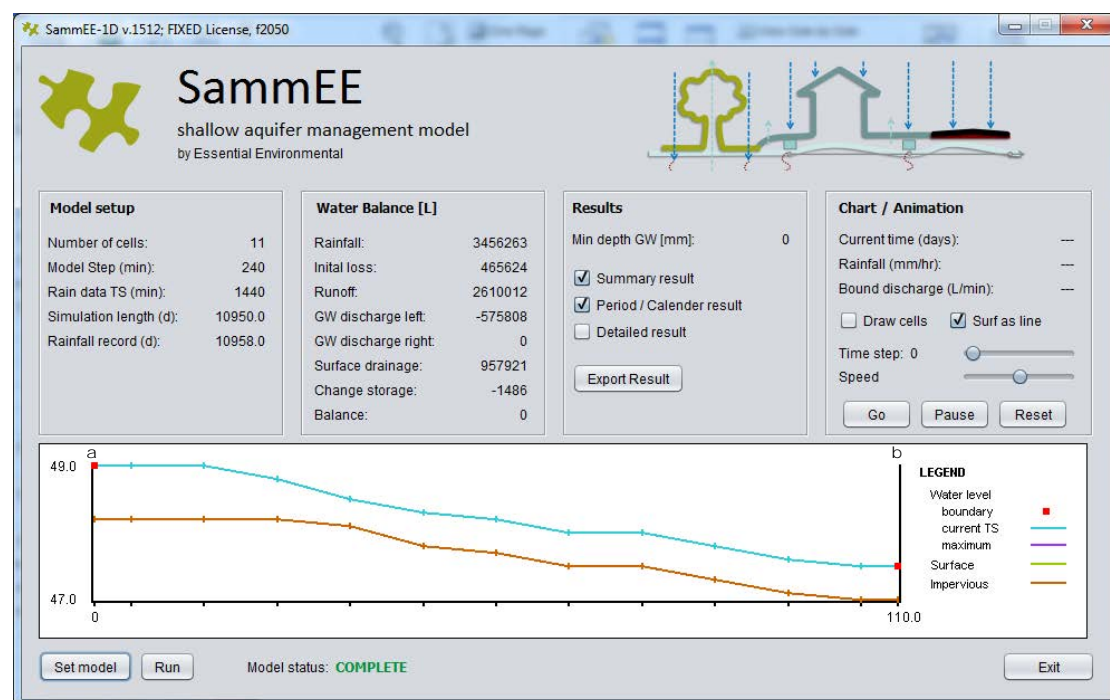 SammEE-1D v.1512; FIXED License, f2050
SammEE
shallow aquifer management model
by Essential Environmental
Model setup
Number of cells: 11
Model Step (min): 240
Rain data TS (min): 1440
Simulation length (d): 10950.0
Rainfall record (d): 10958.0
Water Balance [L]
Rainfall: 3456263
Inital loss: 465624
Runoff: 2610012
GW discharge left: -575808
GW discharge right: 0
Surface drainage: 957921
Change storage: -1486
Balance: 0
Results
Min depth GW [mm]: 0
Summary result
Period / Calender result
Detailed result
Export Result
Chart / Animation
Current time (days): ---
Rainfall (mm/hr): ---
Bound discharge (L/min): ---
Draw cells Surf as line
Time step: 0
Speed
Go Pause Reset
a b
49.0
47.0
0 110.0
LEGEND
Water level
boundary
current TS
maximum
Surface
Impervious
Set model Run Model status: COMPLETE Exit